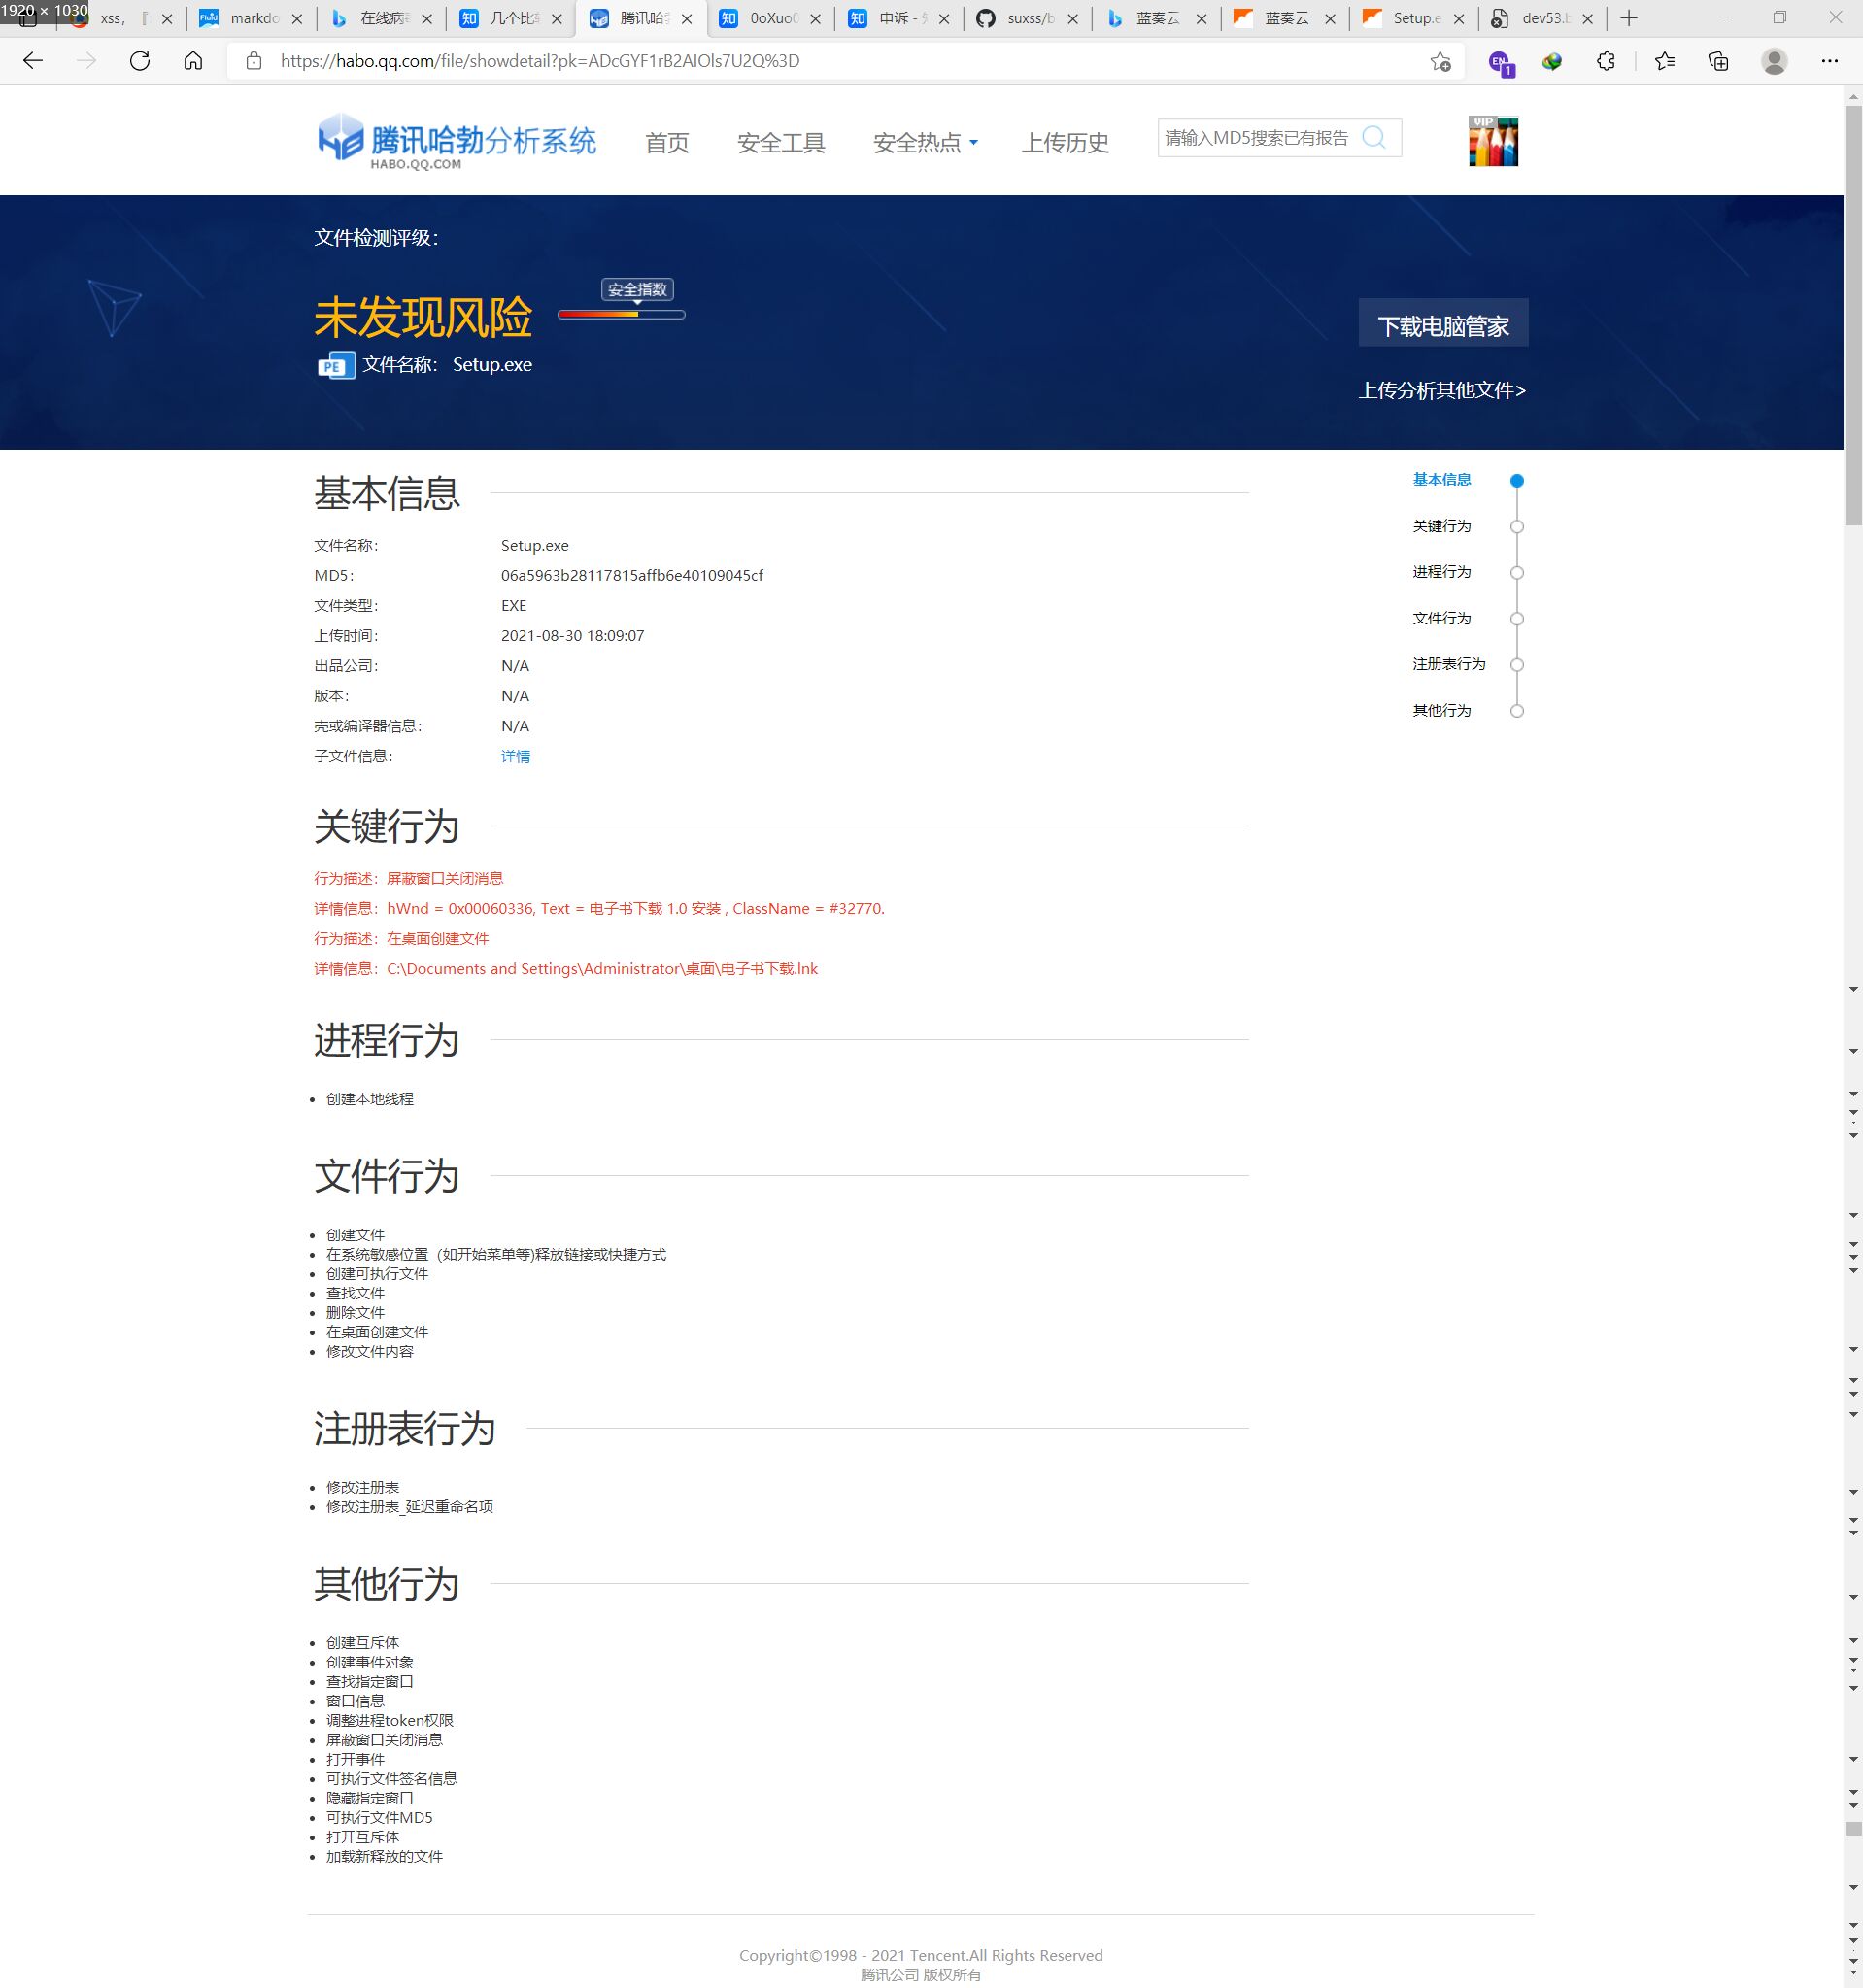 1920 × 1030
xss,
markdo
在线病
几个比
腾讯哈
0oXuo
申诉 -
suxss/b
蓝奏云
蓝奏云
Setup.e
dev53.b
https://habo.qq.com/file/showdetail?pk=ADcGYF1rB2AIOls7U2Q%3D
EN
1
腾讯哈勃分析系统
HABO.QQ.COM
首页
安全工具
安全热点
上传历史
请输入MD5搜索已有报告
VIP
文件检测评级：
安全指数
未发现风险
PE 文件名称： Setup.exe
下载电脑管家
上传分析其他文件>
基本信息
文件名称： Setup.exe
MD5： 06a5963b28117815affb6e40109045cf
文件类型： EXE
上传时间： 2021-08-30 18:09:07
出品公司： N/A
版本： N/A
壳或编译器信息： N/A
子文件信息： 详情
基本信息
关键行为
进程行为
文件行为
注册表行为
其他行为
关键行为
行为描述：屏蔽窗口关闭消息
详情信息：hWnd = 0x00060336, Text = 电子书下载 1.0 安装 , ClassName = #32770.
行为描述：在桌面创建文件
详情信息：C:\Documents and Settings\Administrator\桌面\电子书下载.lnk
进程行为
• 创建本地线程
文件行为
• 创建文件
• 在系统敏感位置（如开始菜单等)释放链接或快捷方式
• 创建可执行文件
• 查找文件
• 删除文件
• 在桌面创建文件
• 修改文件内容
注册表行为
• 修改注册表
• 修改注册表_延迟重命名项
其他行为
• 创建互斥体
• 创建事件对象
• 查找指定窗口
• 窗口信息
• 调整进程token权限
• 屏蔽窗口关闭消息
• 打开事件
• 可执行文件签名信息
• 隐藏指定窗口
• 可执行文件MD5
• 打开互斥体
• 加载新释放的文件
Copyright©1998 - 2021 Tencent.All Rights Reserved
腾讯公司 版权所有